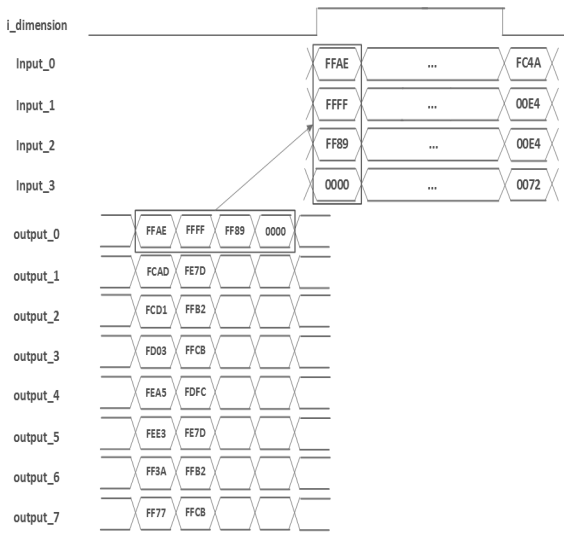 i_dimension
Input_0 FFAE ... FC4A
Input_1 FFFF ... 00E4
Input_2 FF89 ... 00E4
Input_3 0000 ... 0072
output_0 FFAE FFFF FF89 0000
output_1 FCAD FE7D
output_2 FCD1 FFB2
output_3 FD03 FFCB
output_4 FEA5 FDFC
output_5 FEE3 FE7D
output_6 FF3A FFB2
output_7 FF77 FFCB